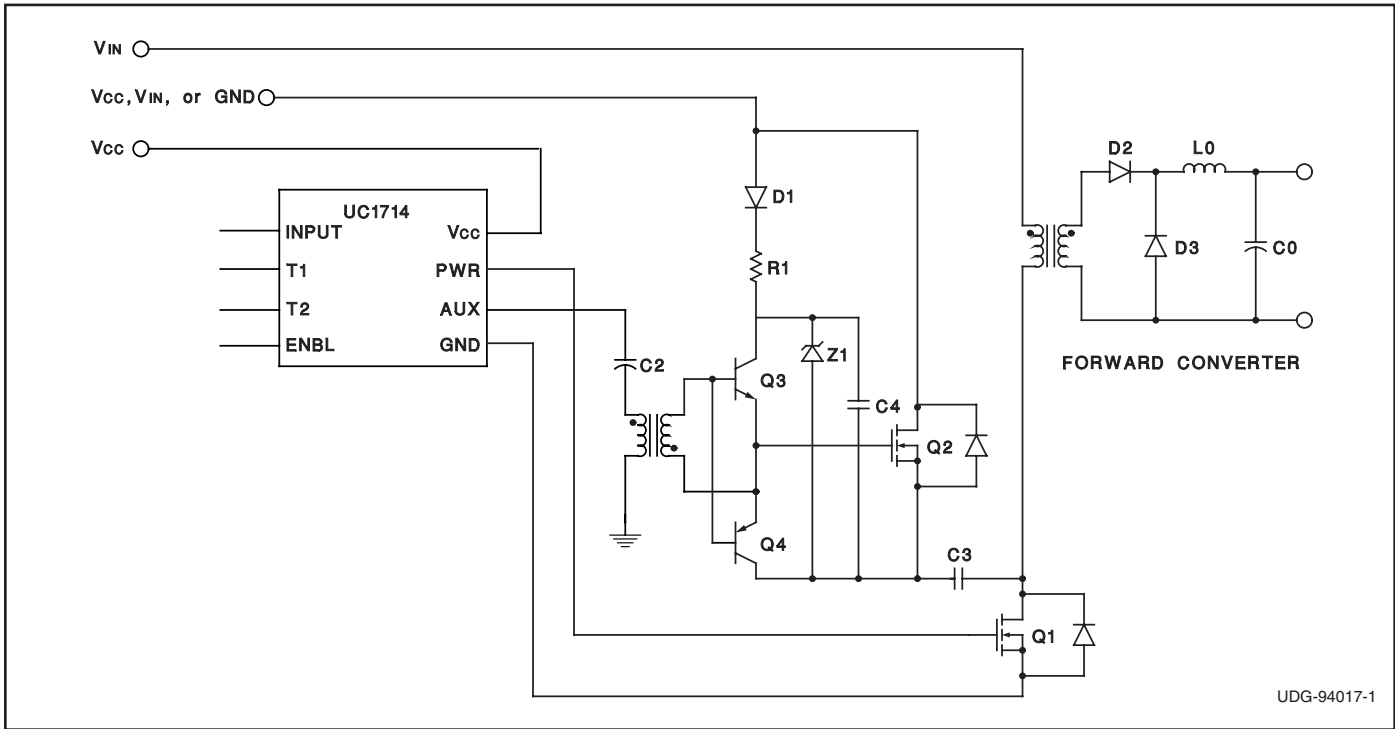 VIN
VCC, VIN, or GND
VCC
UC1714
INPUT
VCC
T1
PWR
T2
AUX
ENBL
GND
C2
D1
R1
Q3
Z1
C4
Q2
Q4
C3
Q1
D2
L0
D3
C0
FORWARD CONVERTER
UDG-94017-1